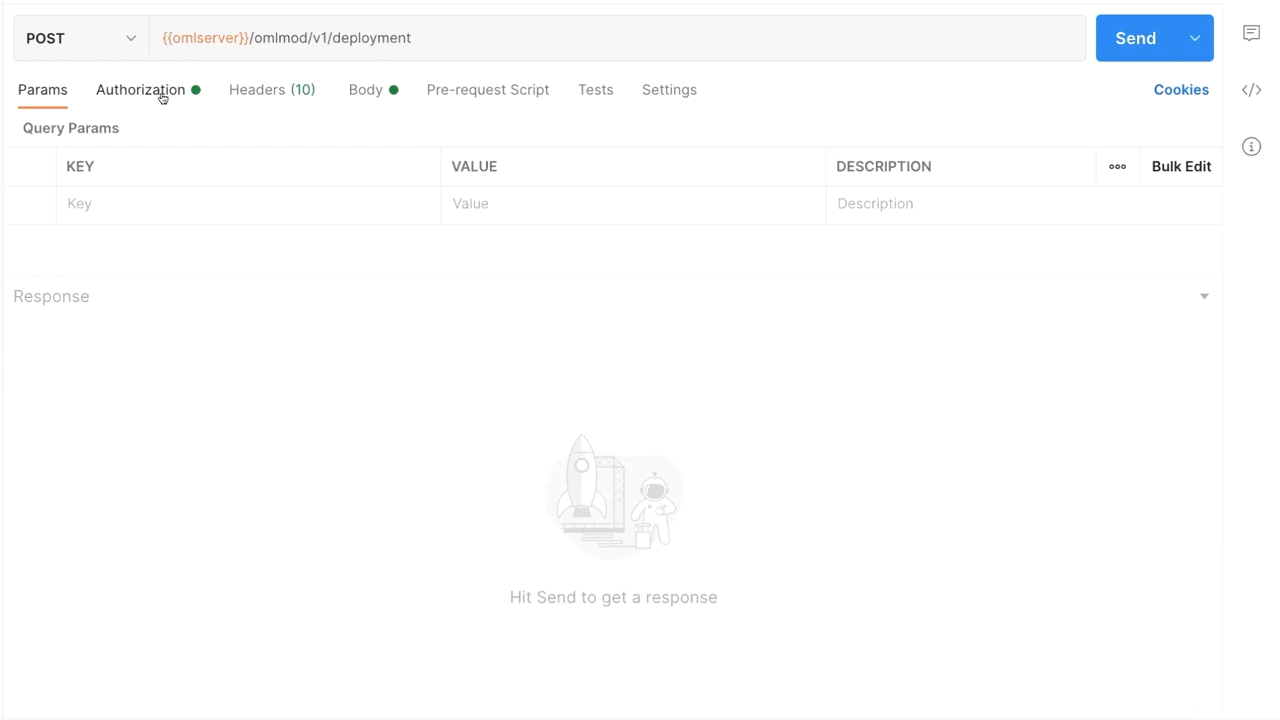 POST {{omlserver}}/omlmod/v1/deployment Send
Params Authorization Headers (10) Body Pre-request Script Tests Settings Cookies
Query Params
KEY VALUE DESCRIPTION ooo Bulk Edit
Key Value Description
Response
Hit Send to get a response